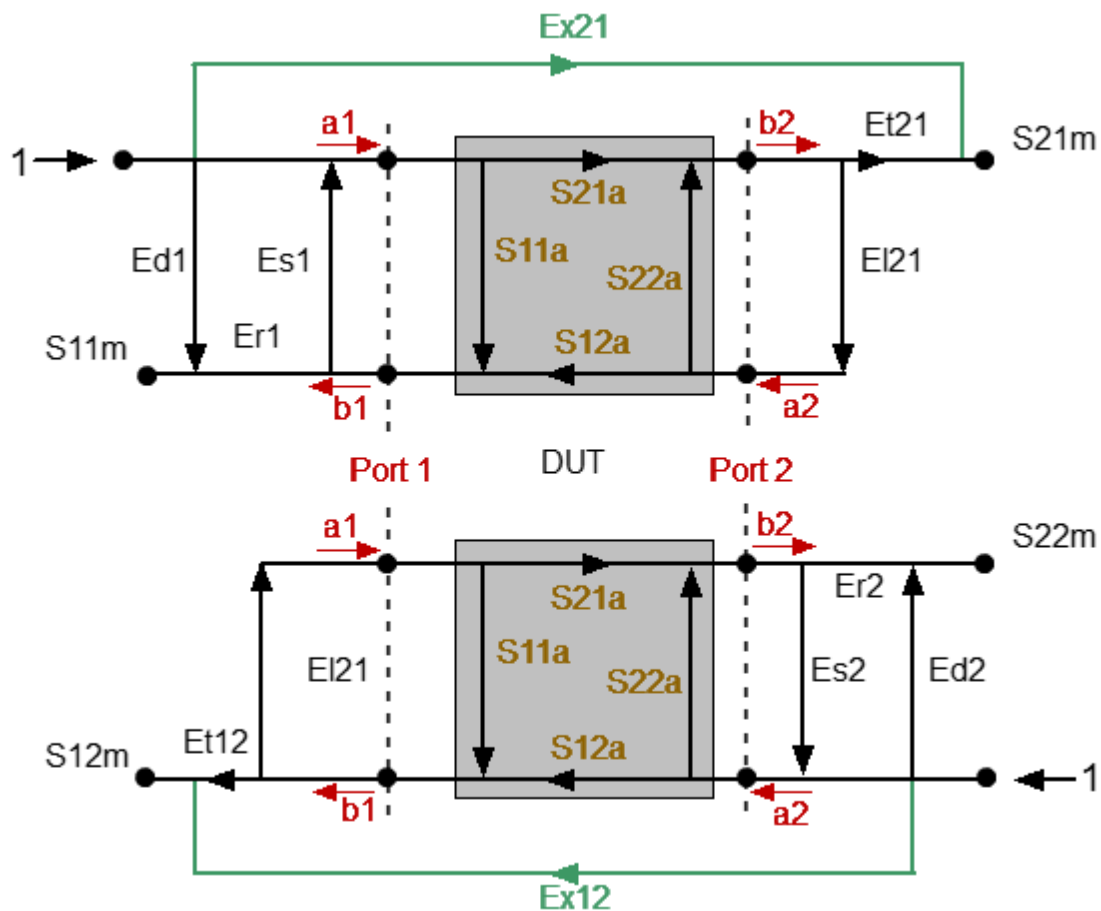 Ex21
a1
b2
Et21
S21m
1
S21a
Ed1
Es1
S11a
S22a
El21
Er1
S12a
S11m
b1
a2
Port 1
DUT
Port 2
a1
b2
S22m
S21a
Er2
S11a
El21
S22a
Es2
Ed2
S12m
Et12
S12a
b1
a2
1
Ex12